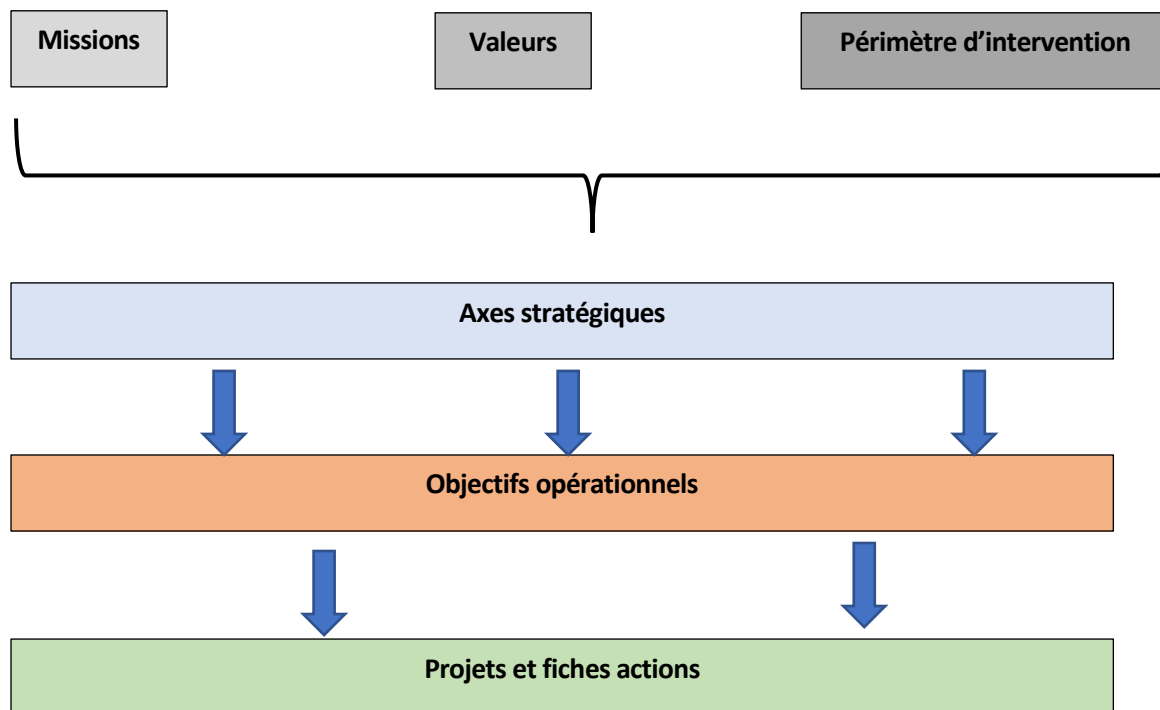 Missions
Valeurs
Périmètre d’intervention
Axes stratégiques
Objectifs opérationnels
Projets et fiches actions